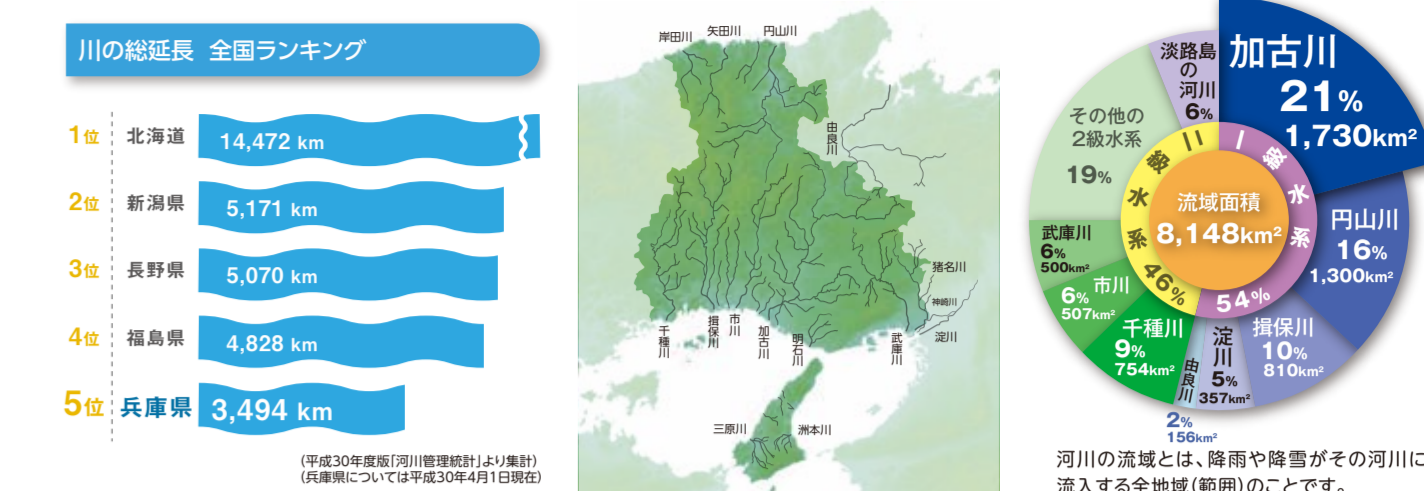 川の総延長 全国ランキング
1位 北海道 14,472 km
2位 新潟県 5,171 km
3位 長野県 5,070 km
4位 福島県 4,828 km
5位 兵庫県 3,494 km
(平成30年度版「河川管理統計」より集計)
(兵庫県については平成30年4月1日現在)
岸田川
矢田川
円山川
由良川
猪名川
神崎川
淀川
千種川
揖保川
市川
加古川
明石川
武庫川
三原川
洲本川
加古川
21%
1,730km²
円山川
16%
1,300km²
揖保川
10%
810km²
淀川
5%
357km²
由良川
2%
156km²
千種川
9%
754km²
市川
6%
507km²
武庫川
6%
500km²
その他の
2級水系
19%
淡路島
の
河川
6%
一級水系
54%
二級水系
46%
流域面積
8,148km²
河川の流域とは、降雨や降雪がその河川に
流入する全地域(範囲)のことです。